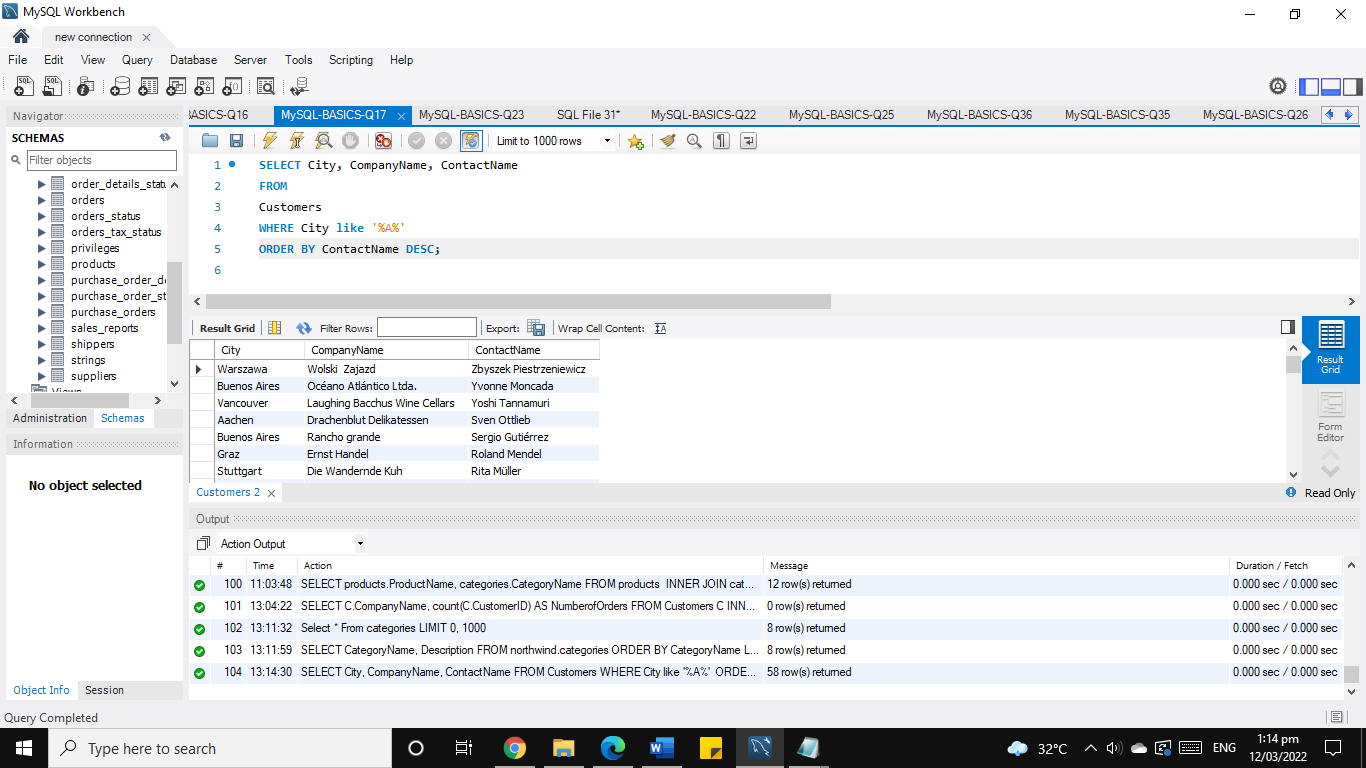 MySQL Workbench
new connection
File Edit View Query Database Server Tools Scripting Help
Navigator
SCHEMAS
Filter objects
order_details_statu
orders
orders_status
orders_tax_status
privileges
products
purchase_order_de
purchase_order_st
purchase_orders
sales_reports
shippers
strings
suppliers
Views
Administration Schemas
Information
No object selected
Object Info Session
BASICS-Q16 MySQL-BASICS-Q17 MySQL-BASICS-Q23 SQL File 31* MySQL-BASICS-Q22 MySQL-BASICS-Q25 MySQL-BASICS-Q36 MySQL-BASICS-Q35 MySQL-BASICS-Q26
Limit to 1000 rows
1 SELECT City, CompanyName, ContactName
2 FROM
3 Customers
4 WHERE City like '%A%'
5 ORDER BY ContactName DESC;
6
Result Grid Filter Rows: Export: Wrap Cell Content:
City CompanyName ContactName
Warszawa Wolski Zajazd Zbyszek Piestrzeniewicz
Buenos Aires Océano Atlántico Ltda. Yvonne Moncada
Vancouver Laughing Bacchus Wine Cellars Yoshi Tannamuri
Aachen Drachenblut Delikatessen Sven Ottlieb
Buenos Aires Rancho grande Sergio Gutiérrez
Graz Ernst Handel Roland Mendel
Stuttgart Die Wandernde Kuh Rita Müller
Result
Grid
Form
Editor
Customers 2
Read Only
Output
Action Output
# Time Action Message Duration / Fetch
100 11:03:48 SELECT products.ProductName, categories.CategoryName FROM products INNER JOIN cat... 12 row(s) returned 0.000 sec / 0.000 sec
101 13:04:22 SELECT C.CompanyName, count(C.CustomerID) AS NumberofOrders FROM Customers C INN... 0 row(s) returned 0.000 sec / 0.000 sec
102 13:11:32 Select * From categories LIMIT 0, 1000 8 row(s) returned 0.000 sec / 0.000 sec
103 13:11:59 SELECT CategoryName, Description FROM northwind.categories ORDER BY CategoryName L... 8 row(s) returned 0.000 sec / 0.000 sec
104 13:14:30 SELECT City, CompanyName, ContactName FROM Customers WHERE City like '%A%' ORDE... 58 row(s) returned 0.000 sec / 0.000 sec
Query Completed
Type here to search
32°C
ENG
1:14 pm
12/03/2022